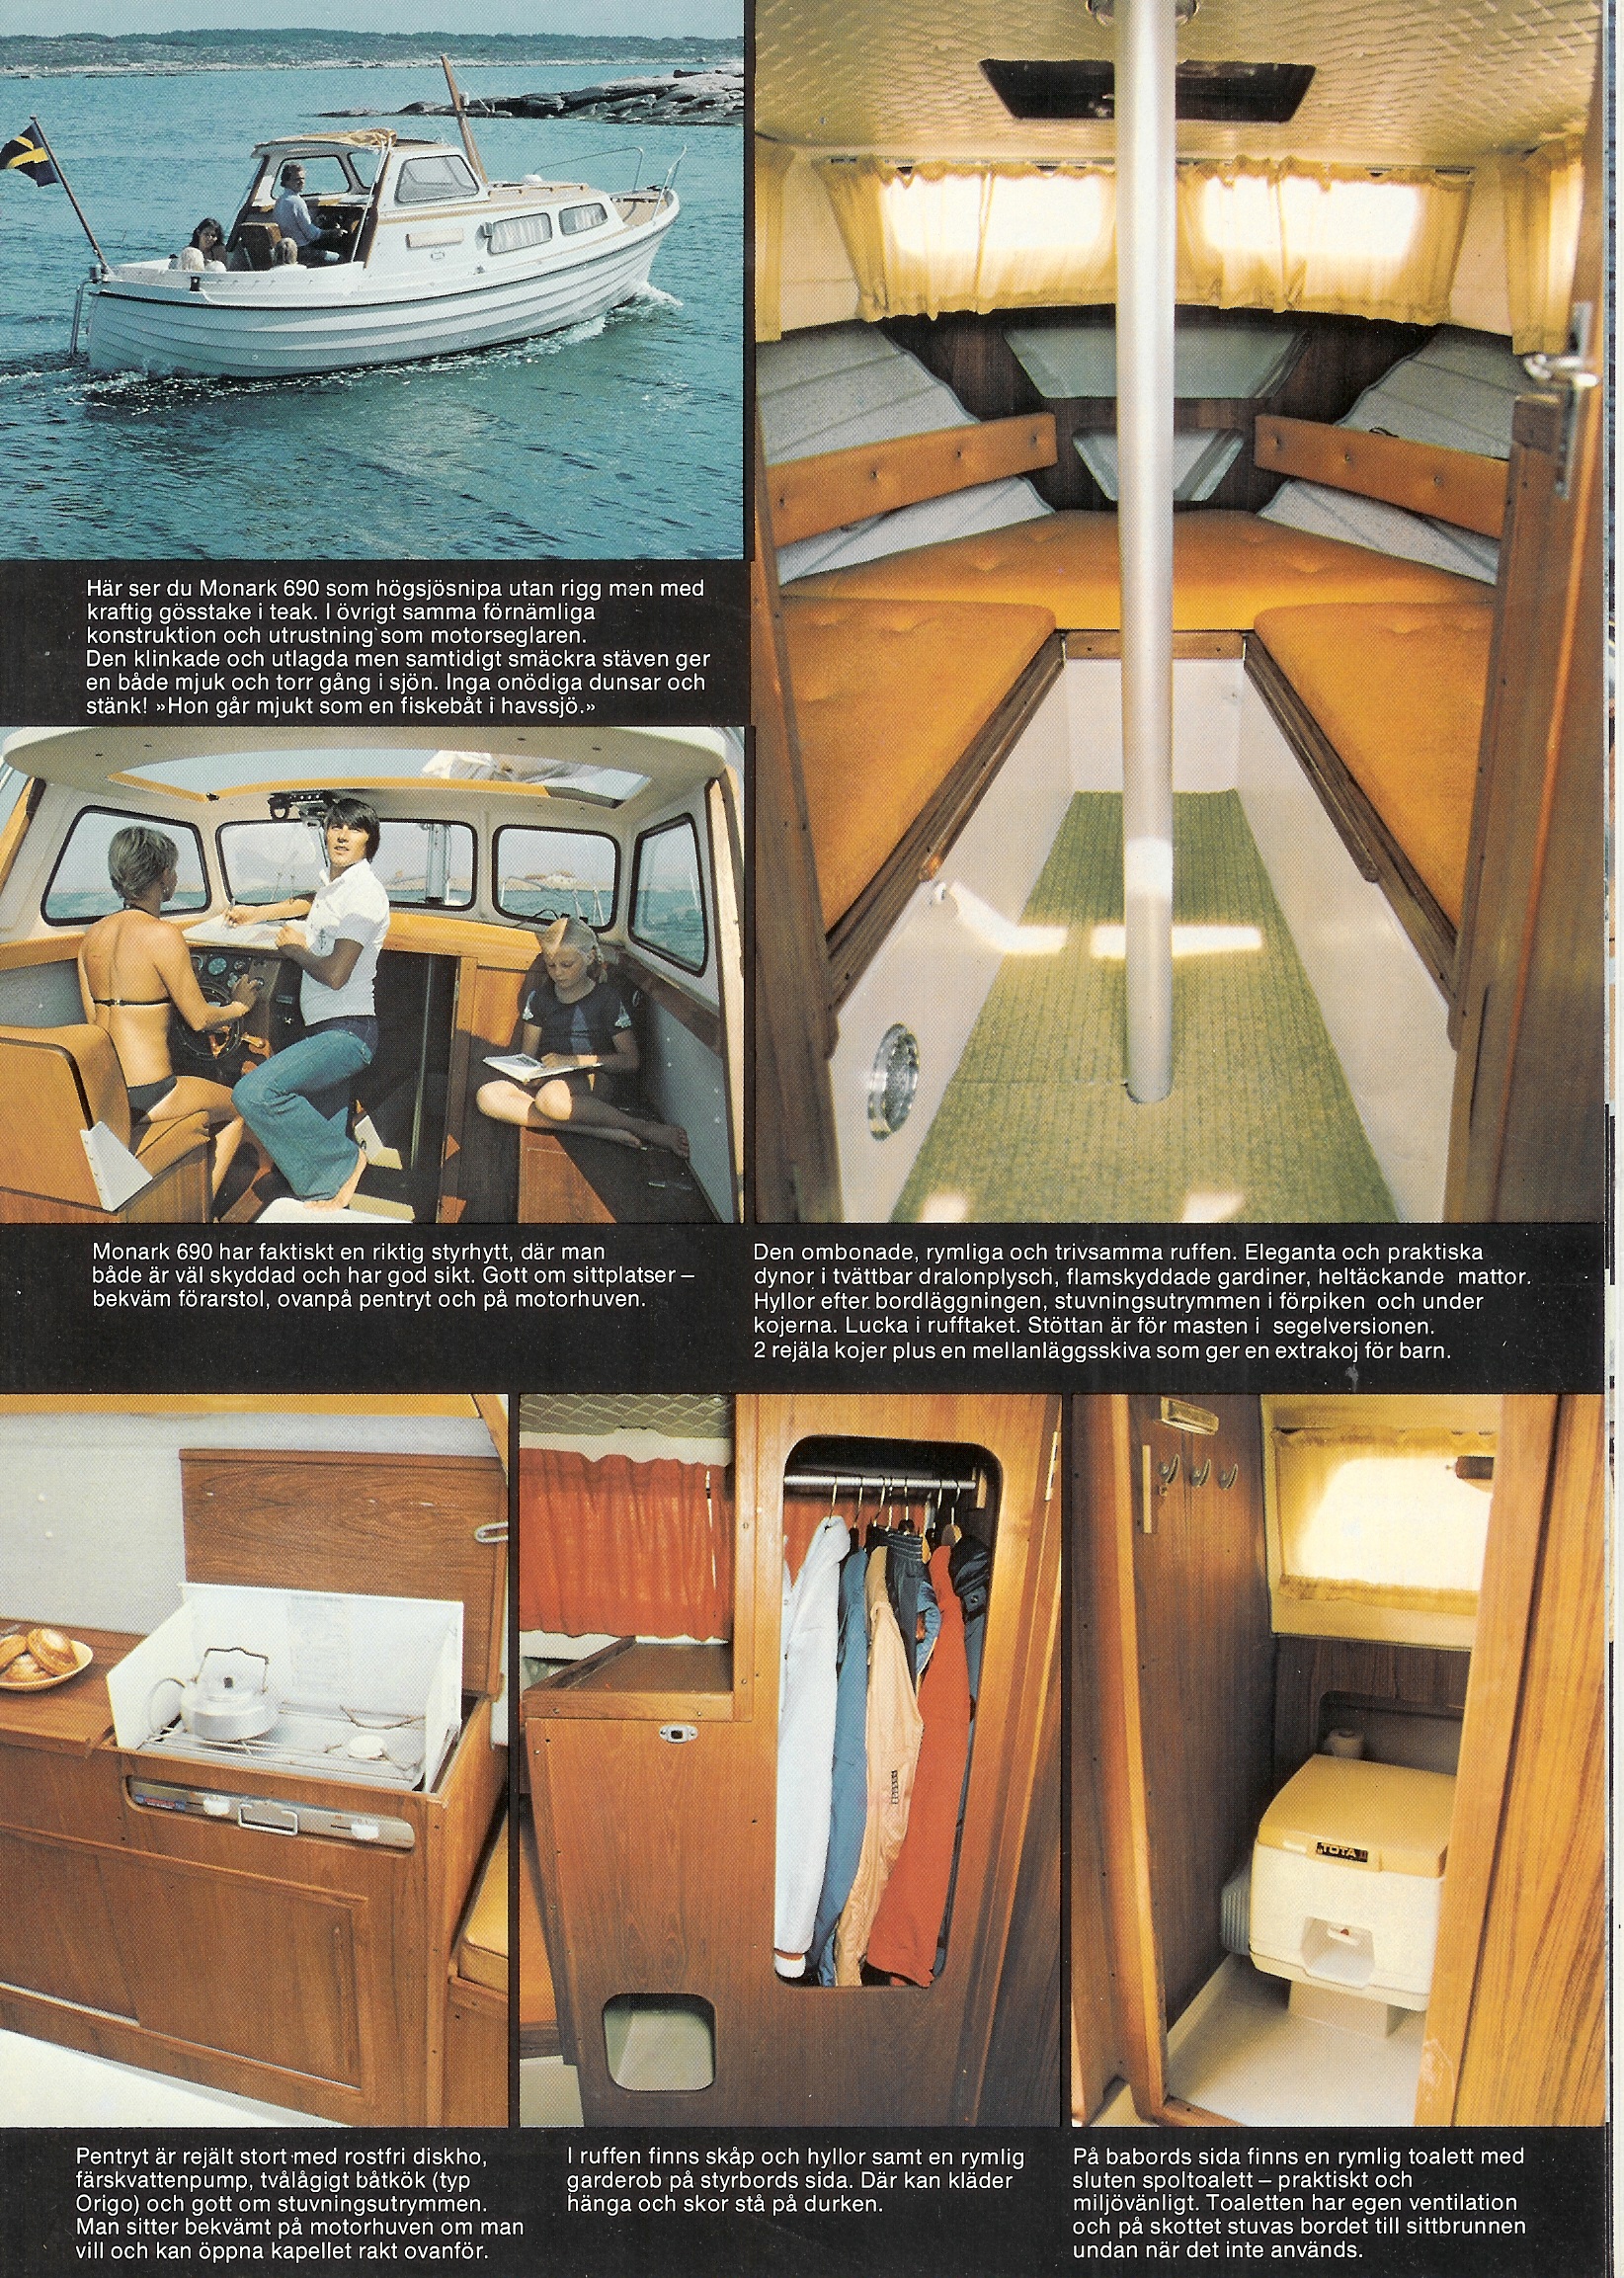 Här ser du Monark 690 som högsjösnipa utan rigg men med
kraftig gösstake i teak. I övrigt samma förnämliga
konstruktion och utrustning som motorseglaren.
Den klinkade och utlagda men samtidigt smäckra stäven ger
en både mjuk och torr gång i sjön. Inga onödiga dunsar och
stänk! »Hon går mjukt som en fiskebåt i havssjö.»
Monark 690 har faktiskt en riktig styrhytt, där man
både är väl skyddad och har god sikt. Gott om sittplatser –
bekväm förarstol, ovanpå pentryt och på motorhuven.
Den ombonade, rymliga och trivsamma ruffen. Eleganta och praktiska
dynor i tvättbar dralonplysch, flamskyddade gardiner, heltäckande mattor.
Hyllor efter bordläggningen, stuvningsutrymmen i förpiken och under
kojerna. Lucka i rufftaket. Stöttan är för masten i segelversionen.
2 rejäla kojer plus en mellanläggsskiva som ger en extrakoj för barn.
TOTA
Pentryt är rejält stort med rostfri diskho,
färskvattenpump, tvålågigt båtkök (typ
Origo) och gott om stuvningsutrymmen.
Man sitter bekvämt på motorhuven om man
vill och kan öppna kapellet rakt ovanför.
I ruffen finns skåp och hyllor samt en rymlig
garderob på styrbords sida. Där kan kläder
hänga och skor stå på durken.
På babords sida finns en rymlig toalett med
sluten spoltoalett – praktiskt och
miljövänligt. Toaletten har egen ventilation
och på skottet stuvas bordet till sittbrunnen
undan när det inte används.